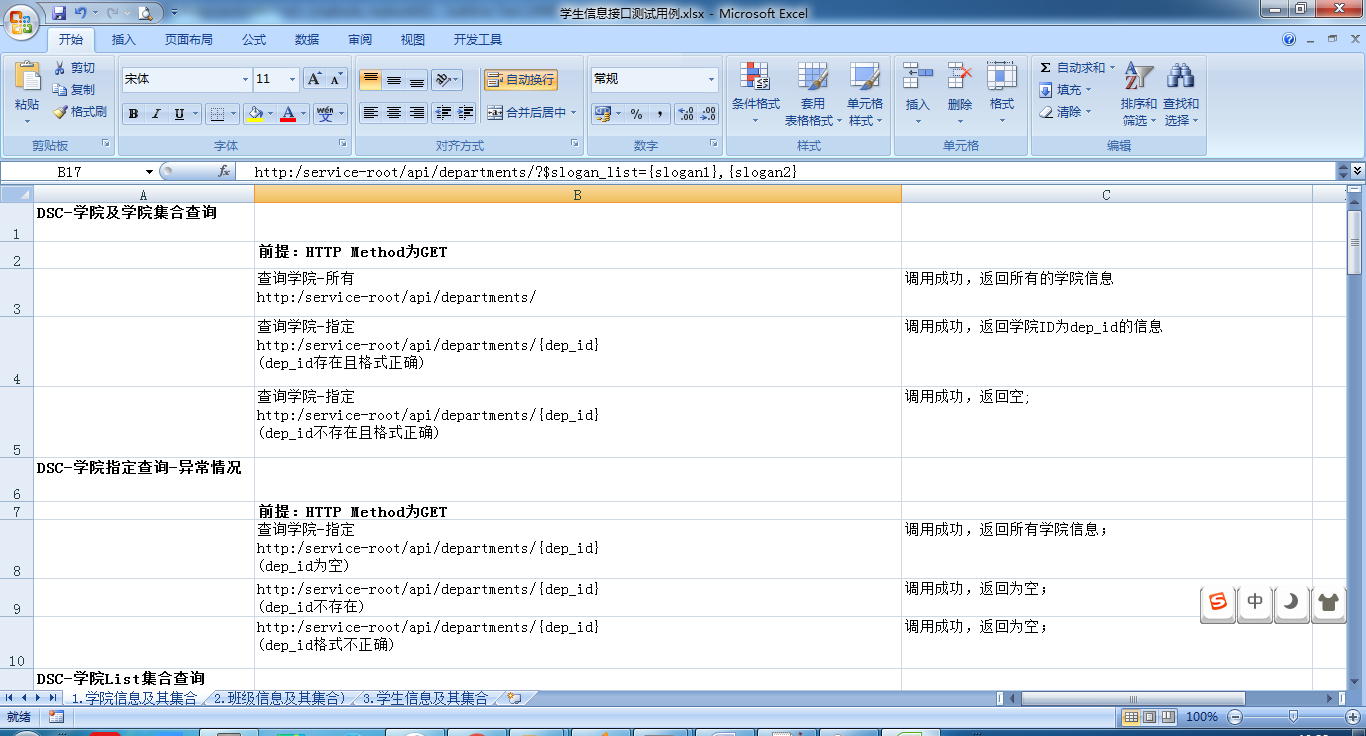 学生信息接口测试用例.xlsx - Microsoft Excel
开始 插入 页面布局 公式 数据 审阅 视图 开发工具
粘贴
剪切
复制
格式刷
剪贴板
宋体 11
B I U
wén 文
字体
自动换行
合并后居中
对齐方式
常规
% , .0 .00
数字
条件格式
套用
表格格式
单元格
样式
样式
插入 删除 格式
单元格
Σ 自动求和
填充
清除
排序和
筛选
查找和
选择
编辑
B17 fx http:/service-root/api/departments/?$slogan_list={slogan1},{slogan2}
A B C
1 DSC-学院及学院集合查询
2 前提：HTTP Method为GET
3 查询学院-所有 调用成功，返回所有的学院信息
http:/service-root/api/departments/
4 查询学院-指定 调用成功，返回学院ID为dep_id的信息
http:/service-root/api/departments/{dep_id}
(dep_id存在且格式正确)
5 查询学院-指定 调用成功，返回空;
http:/service-root/api/departments/{dep_id}
(dep_id不存在且格式正确)
6 DSC-学院指定查询-异常情况
7 前提：HTTP Method为GET
8 查询学院-指定 调用成功，返回所有学院信息；
http:/service-root/api/departments/{dep_id}
(dep_id为空)
9 http:/service-root/api/departments/{dep_id} 调用成功，返回为空；
(dep_id不存在)
10 http:/service-root/api/departments/{dep_id} 调用成功，返回为空；
(dep_id格式不正确)
DSC-学院List集合查询
S 中
1.学院信息及其集合 2.班级信息及其集合) 3.学生信息及其集合
就绪 100%